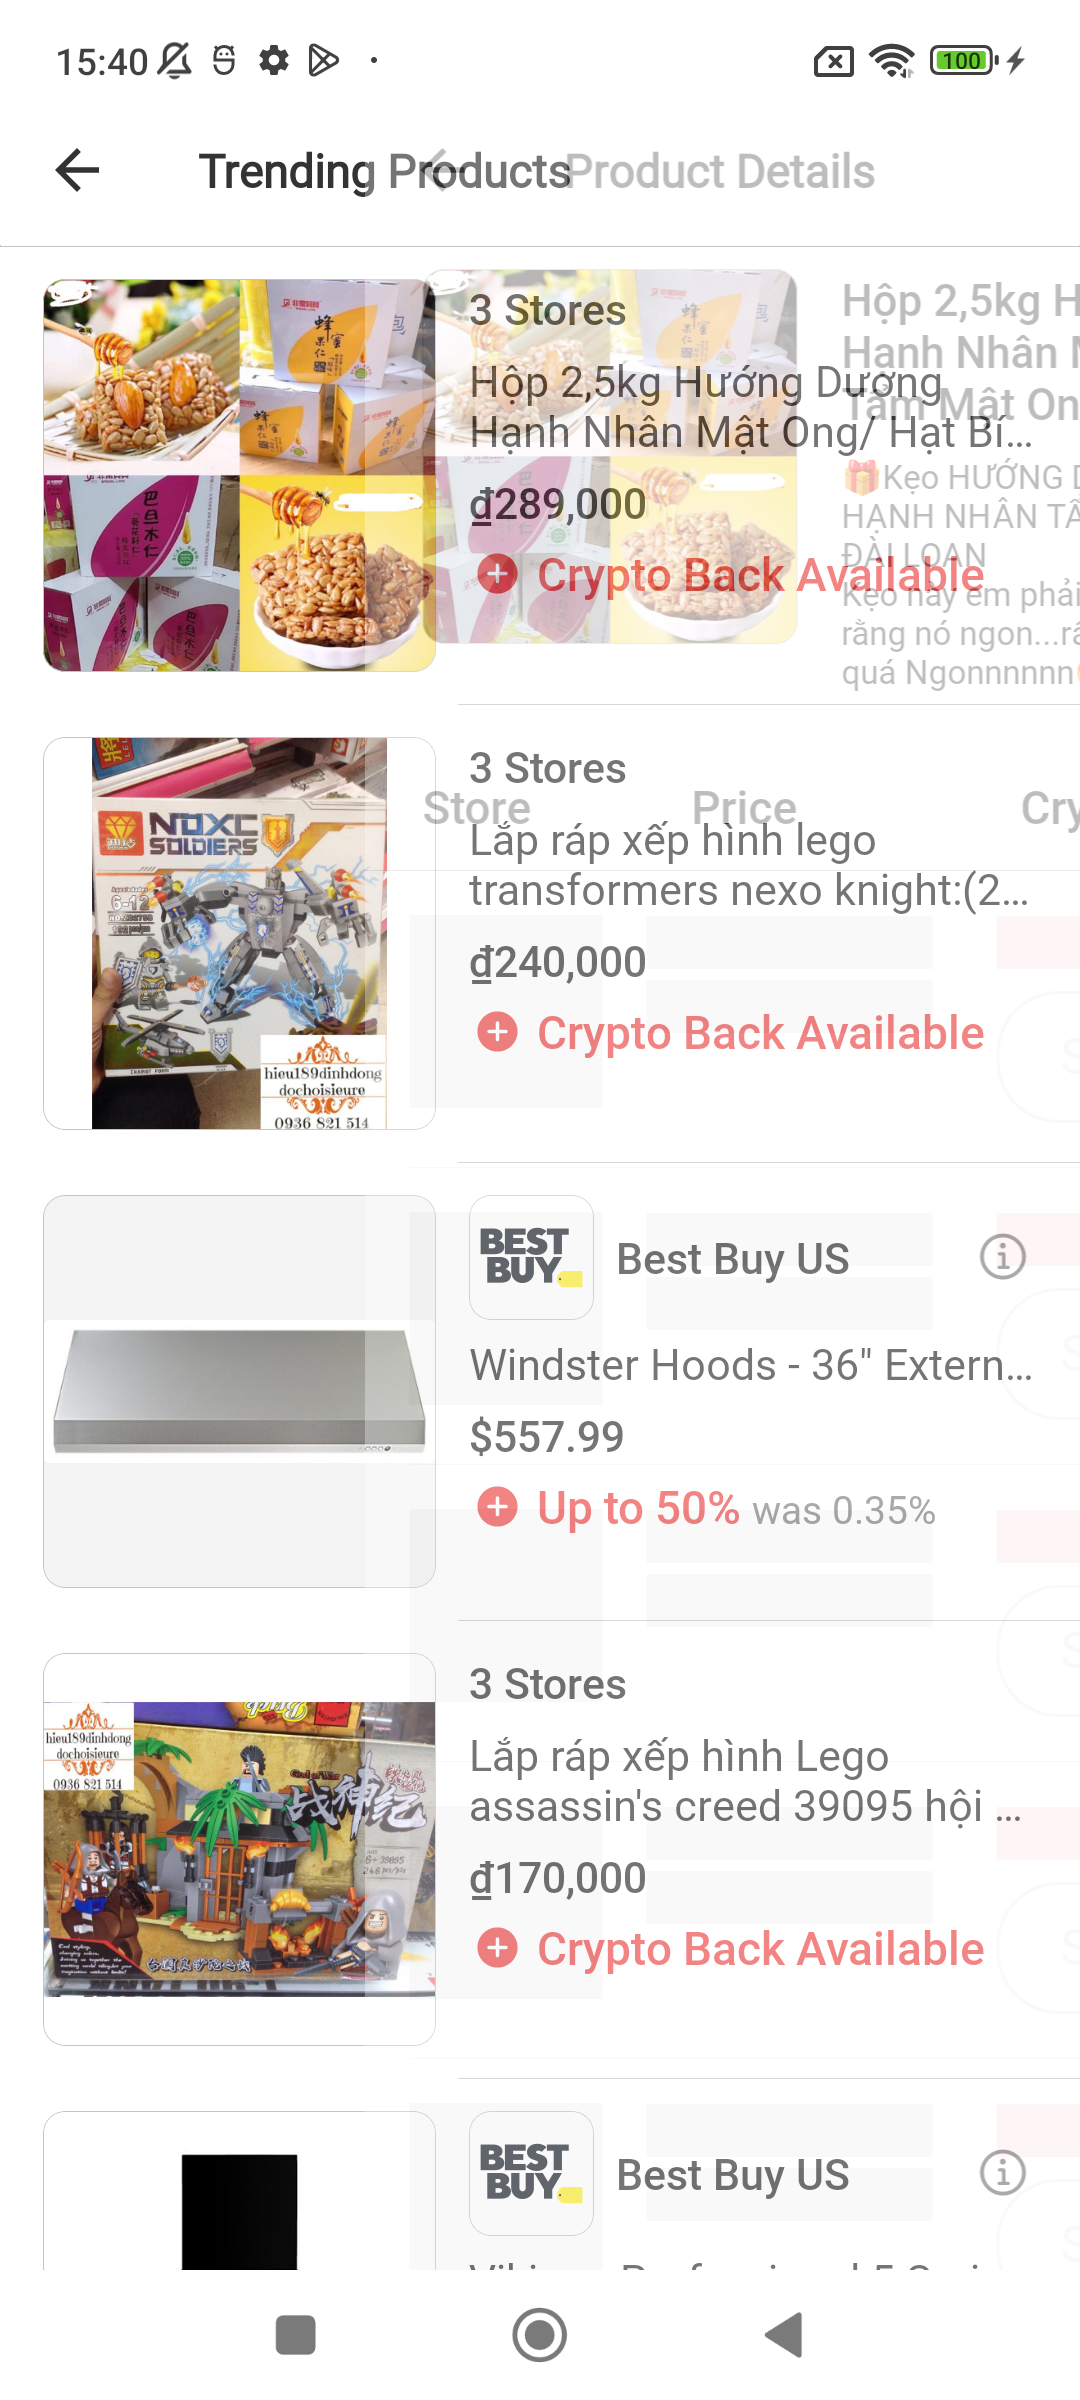 15:40
100
Trending Products
Product Details
3 Stores
Hộp 2,5kg Hướng Dương
Hạnh Nhân Mật Ong/ Hạt Bí...
₫289,000
Crypto Back Available
Hộp 2,5kg H
Hạnh Nhân
Tằm Mật On
Kẹo HƯỚNG D
HẠNH NHÂN TẨ
ĐÀI LOAN
Kẹo này em phải
rằng nó ngon...rấ
quá Ngonnnnnn
NOXC
SOLDIERS
6-12
hieu189dinhdong
dochoisieure
0936 821 514
3 Stores
Store
Price
Cry
Lắp ráp xếp hình lego
transformers nexo knight:(2...
₫240,000
Crypto Back Available
BEST
BUY
Best Buy US
Windster Hoods - 36" Extern...
$557.99
Up to 50% was 0.35%
hieu189dinhdong
dochoisieure
0936 821 514
3 Stores
Lắp ráp xếp hình Lego
assassin's creed 39095 hội ...
₫170,000
Crypto Back Available
BEST
BUY
Best Buy US